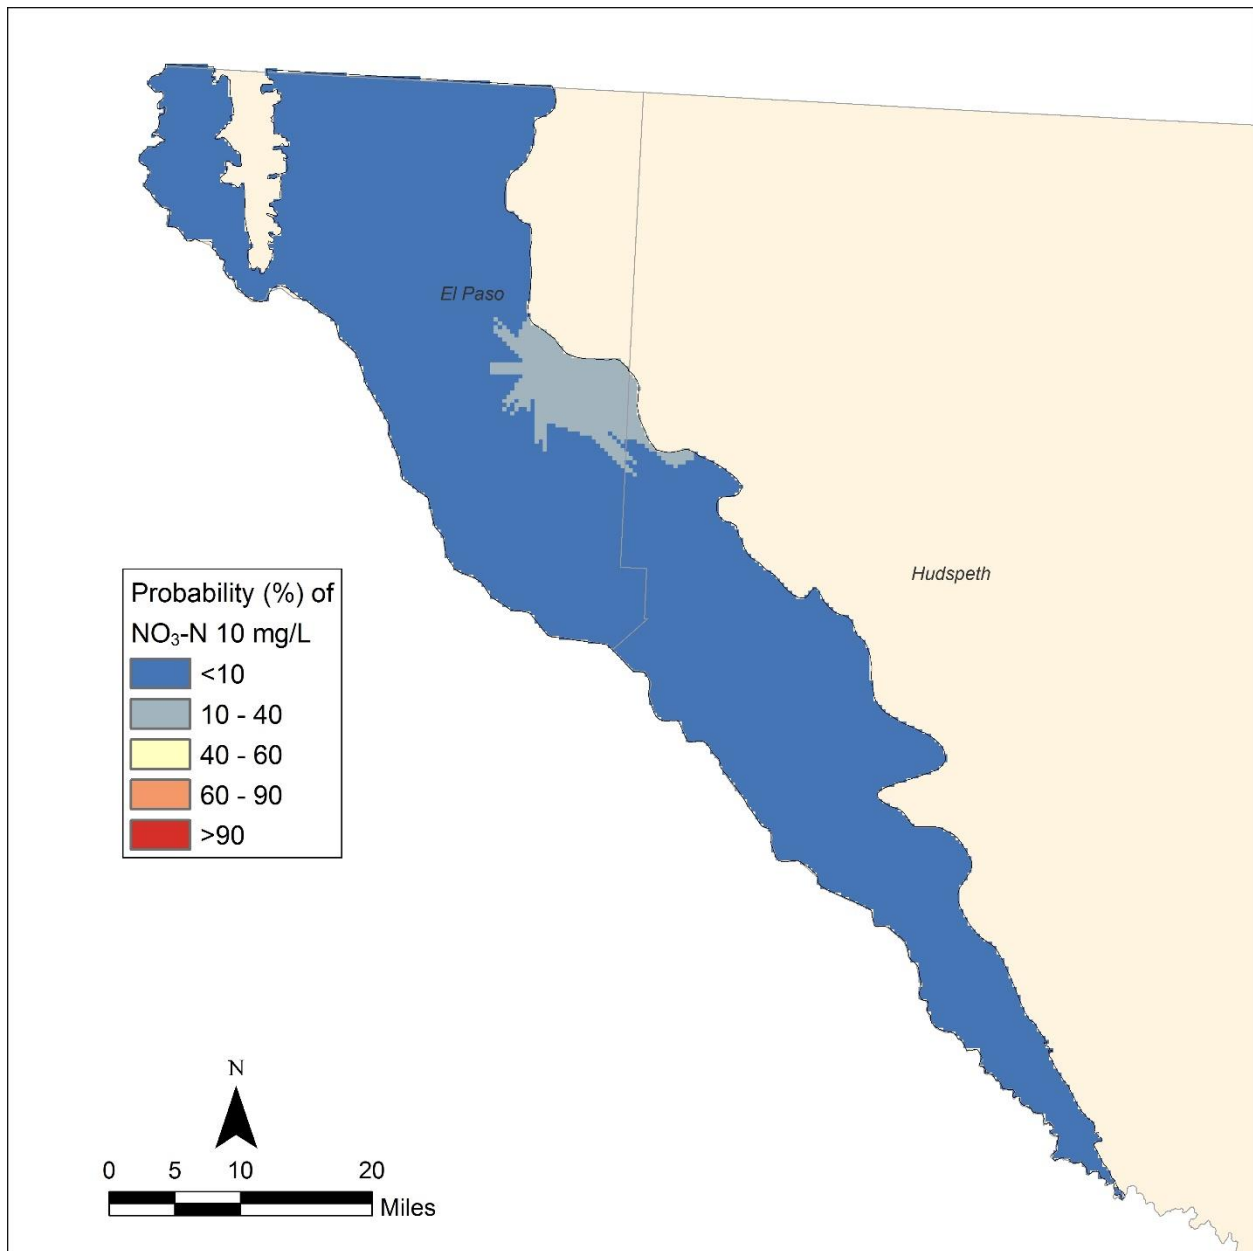 El Paso
Hudspeth
Probability (%) of
NO₃-N 10 mg/L
<10
10 - 40
40 - 60
60 - 90
>90
N
0 5 10 20
Miles